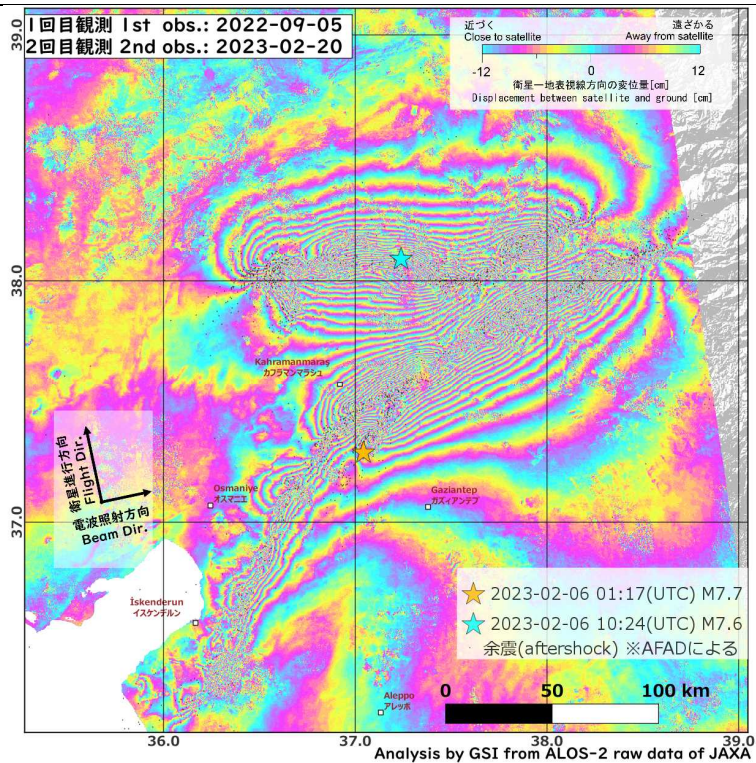 1回目観測 1st obs.: 2022-09-05
2回目観測 2nd obs.: 2023-02-20
近づく 遠ざかる
Close to satellite Away from satellite
-12 0 12
衛星ー地表視線方向の変位量[cm]
Displacement between satellite and ground [cm]
39.0
38.0
37.0
Kahramanmaraş
カフラマンマラシュ
衛星進行方向
Flight Dir.
電波照射方向
Beam Dir.
Osmaniye
オスマニエ
Gaziantep
ガズィアンテプ
İskenderun
イスケンデルン
2023-02-06 01:17(UTC) M7.7
2023-02-06 10:24(UTC) M7.6
余震(aftershock) ※AFADによる
Aleppo
アレッポ
0 50 100 km
36.0 37.0 38.0 39.0
Analysis by GSI from ALOS-2 raw data of JAXA